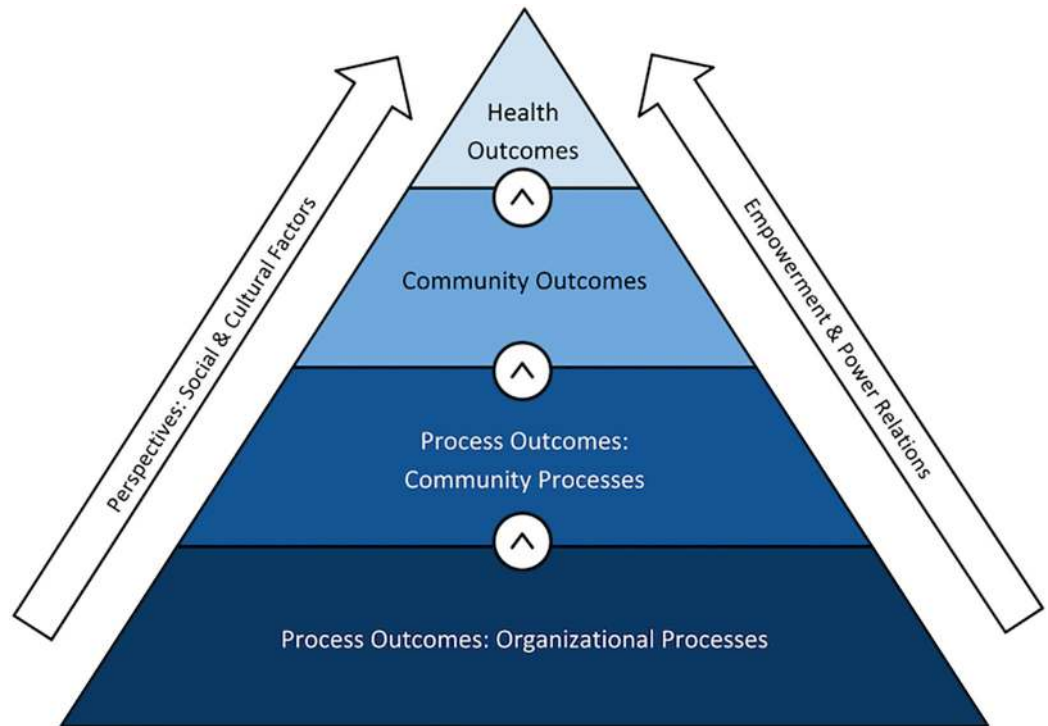 Health
Outcomes
Community Outcomes
Process Outcomes:
Community Processes
Process Outcomes: Organizational Processes
Perspectives: Social & Cultural Factors
Empowerment & Power Relations